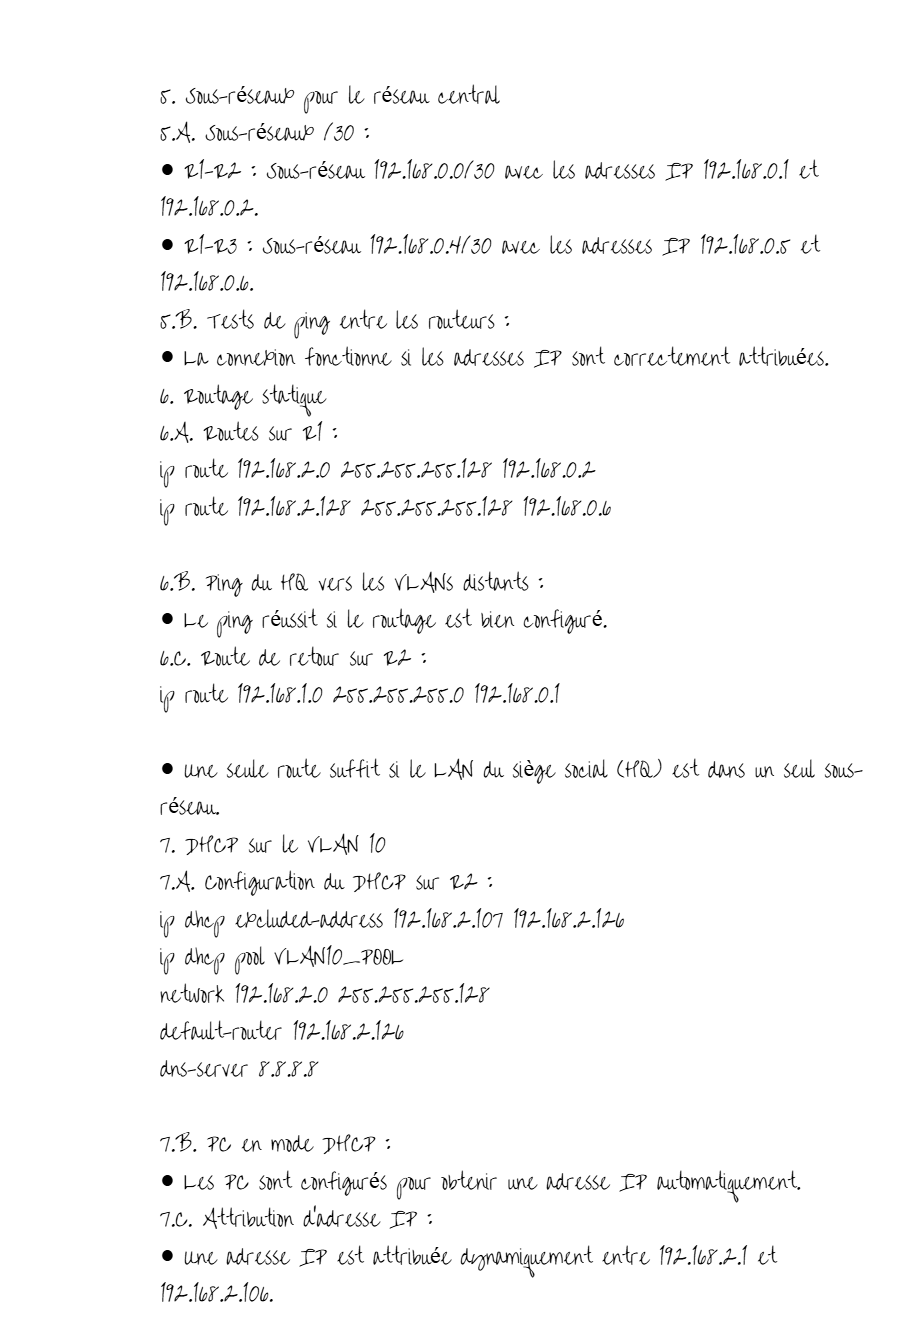 5. Sous-réseaux pour le réseau central
5.A. Sous-réseaux /30 :
● R1-R2 : Sous-réseau 192.168.0.0/30 avec les adresses IP 192.168.0.1 et
192.168.0.2.
● R1-R3 : Sous-réseau 192.168.0.4/30 avec les adresses IP 192.168.0.5 et
192.168.0.6.
5.B. Tests de ping entre les routeurs :
● La connexion fonctionne si les adresses IP sont correctement attribuées.
6. Routage statique
6.A. Routes sur R1 :
ip route 192.168.2.0 255.255.255.128 192.168.0.2
ip route 192.168.2.128 255.255.255.128 192.168.0.6
6.B. Ping du HQ vers les VLANs distants :
● Le ping réussit si le routage est bien configuré.
6.C. Route de retour sur R2 :
ip route 192.168.1.0 255.255.255.0 192.168.0.1
● Une seule route suffit si le LAN du siège social (HQ) est dans un seul sous-
réseau.
7. DHCP sur le VLAN 10
7.A. Configuration du DHCP sur R2 :
ip dhcp excluded-address 192.168.2.107 192.168.2.126
ip dhcp pool VLAN10_POOL
network 192.168.2.0 255.255.255.128
default-router 192.168.2.126
dns-server 8.8.8.8
7.B. PC en mode DHCP :
● Les PC sont configurés pour obtenir une adresse IP automatiquement.
7.C. Attribution d'adresse IP :
● Une adresse IP est attribuée dynamiquement entre 192.168.2.1 et
192.168.2.106.